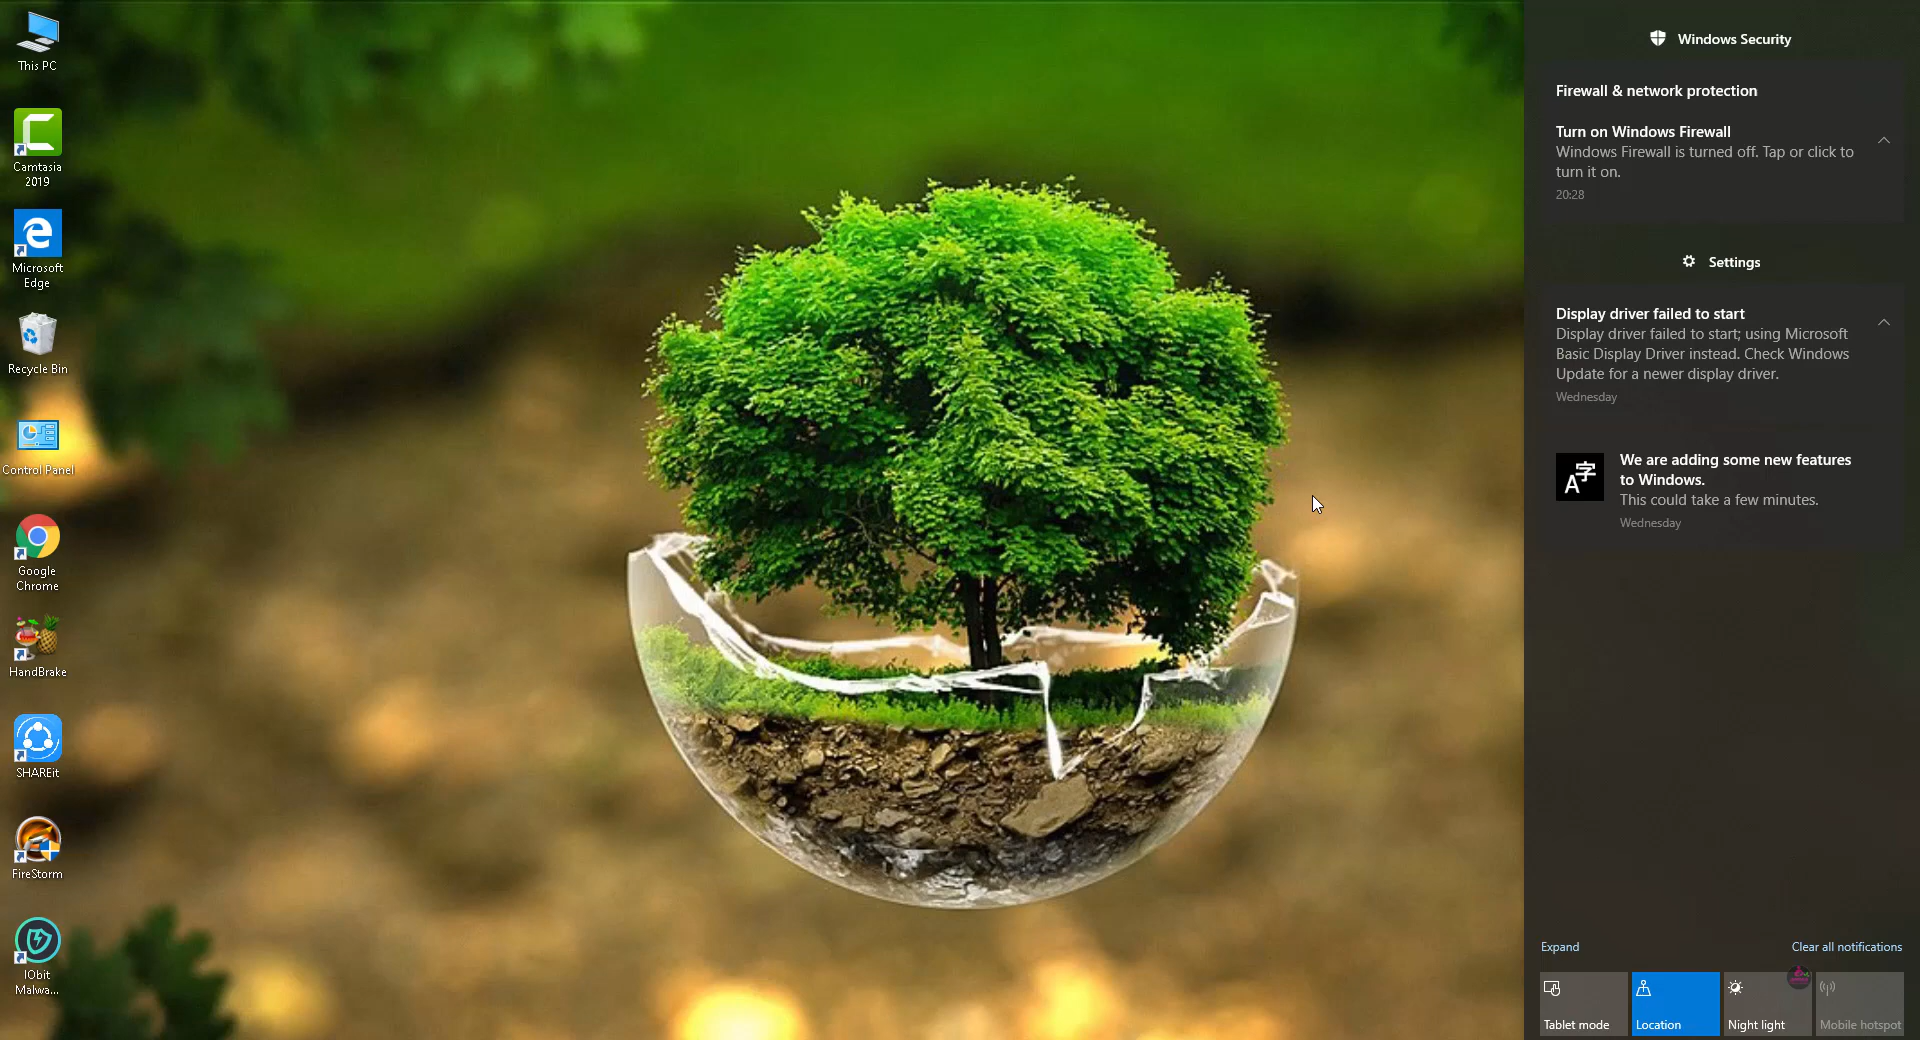 This PC
Camtasia
2019
Microsoft
Edge
Recycle Bin
Control Panel
Google
Chrome
HandBrake
SHAREit
FireStorm
IObit
Malwa...
Windows Security
Firewall & network protection
Turn on Windows Firewall
Windows Firewall is turned off. Tap or click to
turn it on.
20:28
Settings
Display driver failed to start
Display driver failed to start; using Microsoft
Basic Display Driver instead. Check Windows
Update for a newer display driver.
Wednesday
A字
We are adding some new features
to Windows.
This could take a few minutes.
Wednesday
Expand
Clear all notifications
Tablet mode
Location
Night light
Mobile hotspot